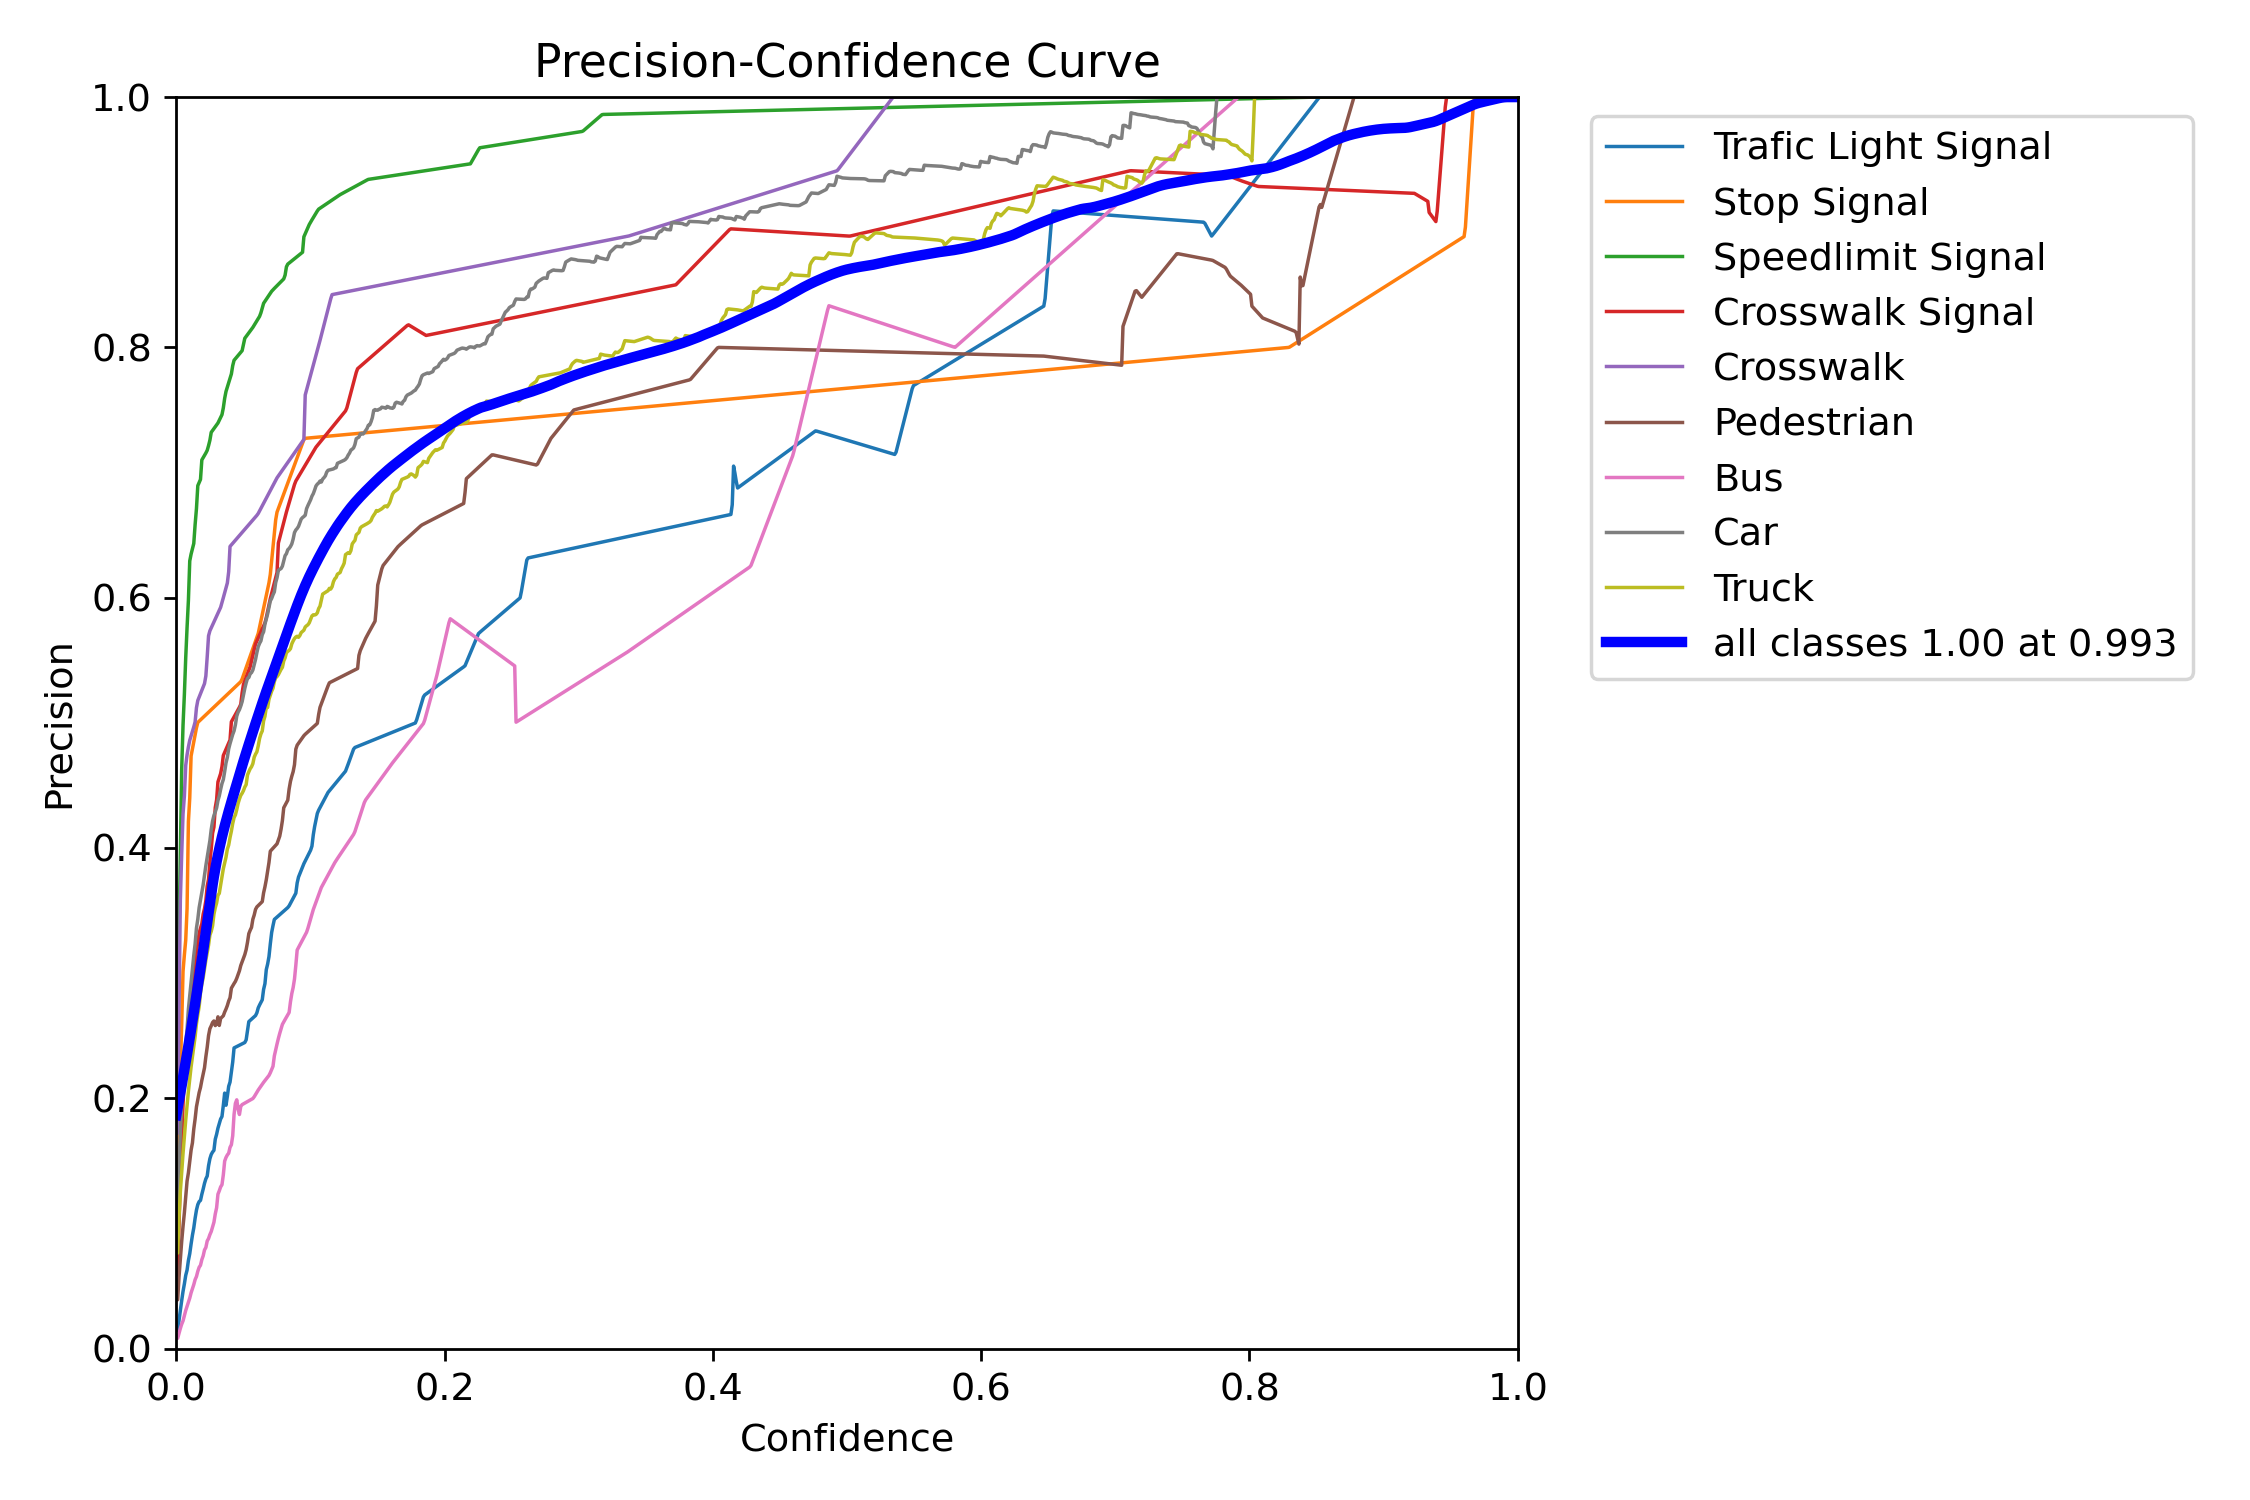 Precision-Confidence Curve
1.0
0.8
0.6
0.4
0.2
0.0
Precision
0.0 0.2 0.4 0.6 0.8 1.0
Confidence
Trafic Light Signal
Stop Signal
Speedlimit Signal
Crosswalk Signal
Crosswalk
Pedestrian
Bus
Car
Truck
all classes 1.00 at 0.993